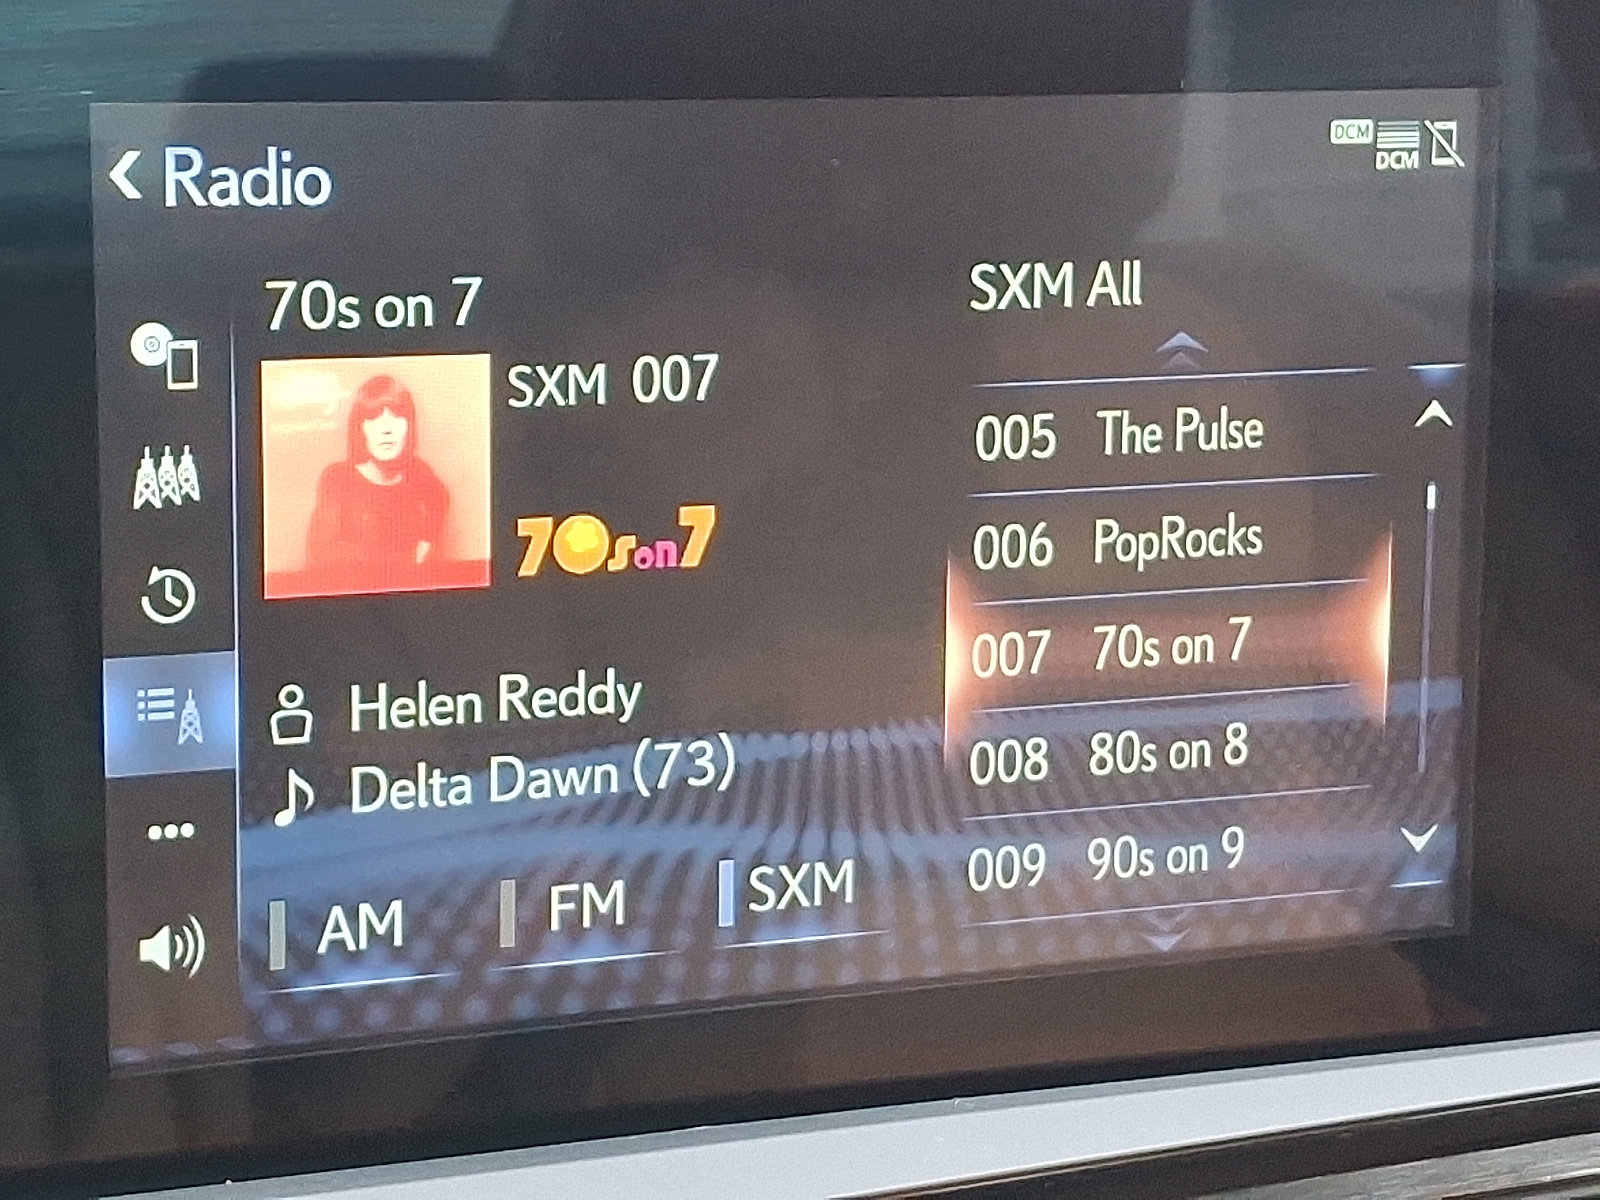 DCM
DCM
Radio
70s on 7
SXM 007
70s on 7
Helen Reddy
Delta Dawn (73)
AM
FM
SXM
SXM All
005 The Pulse
006 PopRocks
007 70s on 7
008 80s on 8
009 90s on 9